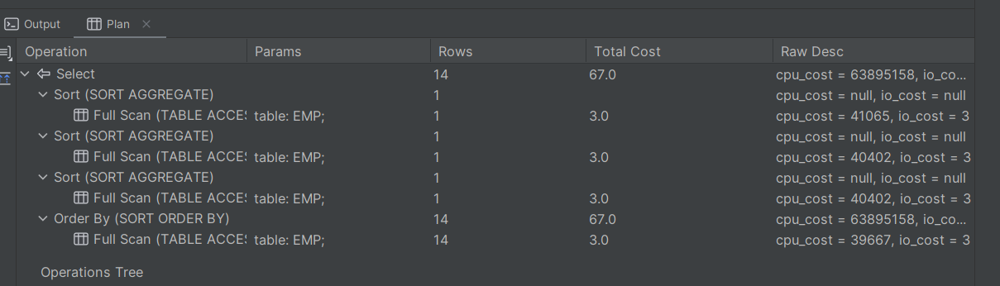 Output Plan
Operation Params Rows Total Cost Raw Desc
Select 14 67.0 cpu_cost = 63895158, io_co...
Sort (SORT AGGREGATE) 1 cpu_cost = null, io_cost = null
Full Scan (TABLE ACCES table: EMP; 1 3.0 cpu_cost = 41065, io_cost = 3
Sort (SORT AGGREGATE) 1 cpu_cost = null, io_cost = null
Full Scan (TABLE ACCES table: EMP; 1 3.0 cpu_cost = 40402, io_cost = 3
Sort (SORT AGGREGATE) 1 cpu_cost = null, io_cost = null
Full Scan (TABLE ACCES table: EMP; 1 3.0 cpu_cost = 40402, io_cost = 3
Order By (SORT ORDER BY) 14 67.0 cpu_cost = 63895158, io_co...
Full Scan (TABLE ACCES table: EMP; 14 3.0 cpu_cost = 39667, io_cost = 3
Operations Tree